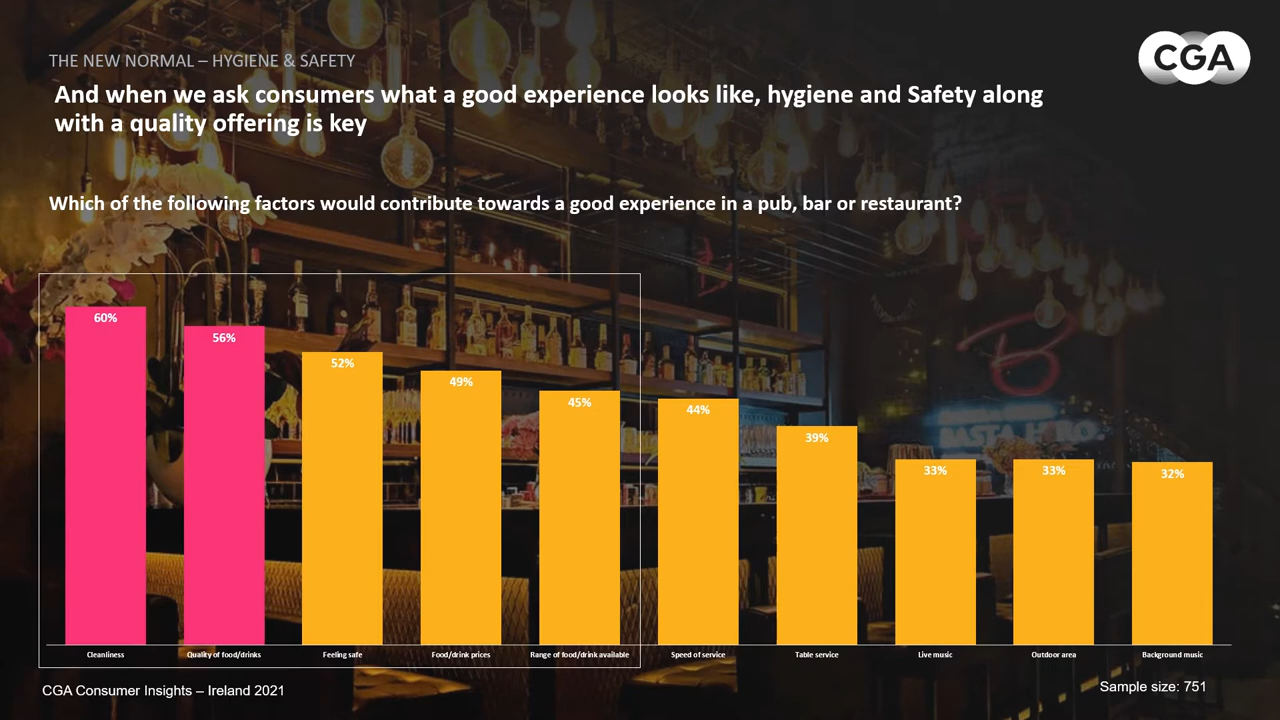 THE NEW NORMAL – HYGIENE & SAFETY
CGA
And when we ask consumers what a good experience looks like, hygiene and Safety along
with a quality offering is key
Which of the following factors would contribute towards a good experience in a pub, bar or restaurant?
60%
56%
52%
49%
45%
44%
39%
33%
33%
32%
Cleanliness
Quality of food/drinks
Feeling safe
Food/drink prices
Range of food/drink available
Speed of service
Table service
Live music
Outdoor area
Background music
CGA Consumer Insights – Ireland 2021
Sample size: 751